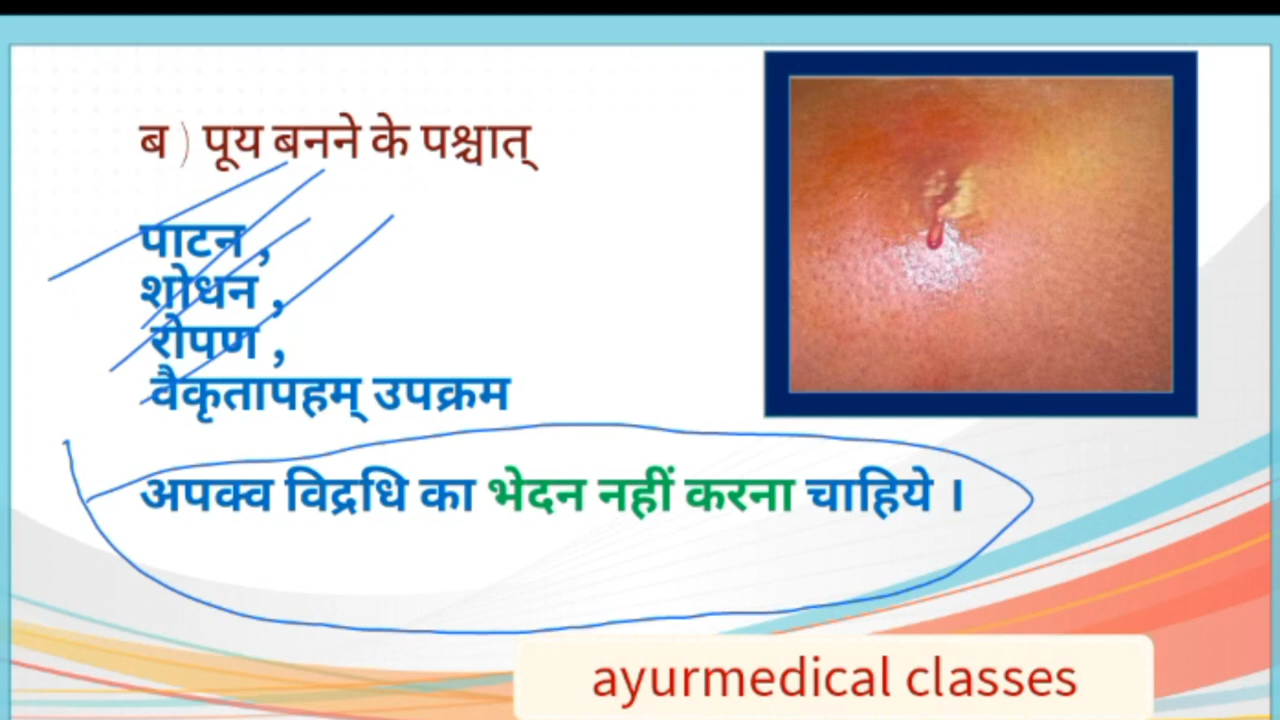 ब ) पूय बनने के पश्चात्
पाटन ,
शोधन ,
रोपण ,
वैकृतापहम् उपक्रम
अपक्व विद्रधि का भेदन नहीं करना चाहिये ।
ayurmedical classes